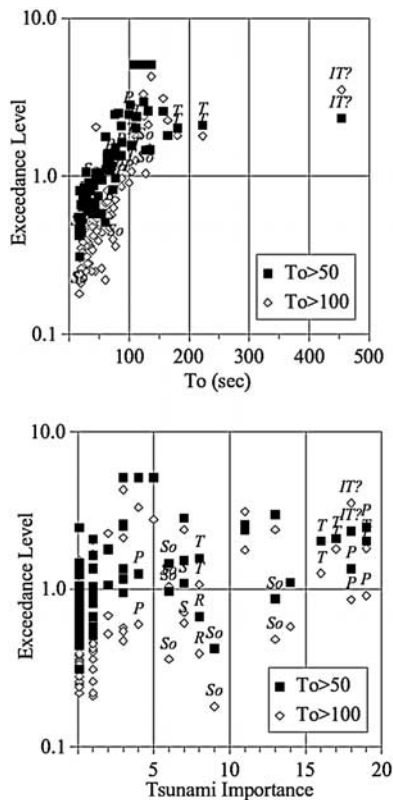 10.0
IT?
IT?
P
T
T
T
T
Exceedance Level
1.0
So
So
To>50
To>100
0.1
0 100 200 300 400 500
To (sec)
10.0
IT?
IT?
P
T
T
T
T
P
So
T
P
Exceedance Level
1.0
So
T
P
P
S
R
So
So
So
So
To>50
To>100
0.1
5 10 15 20
Tsunami Importance